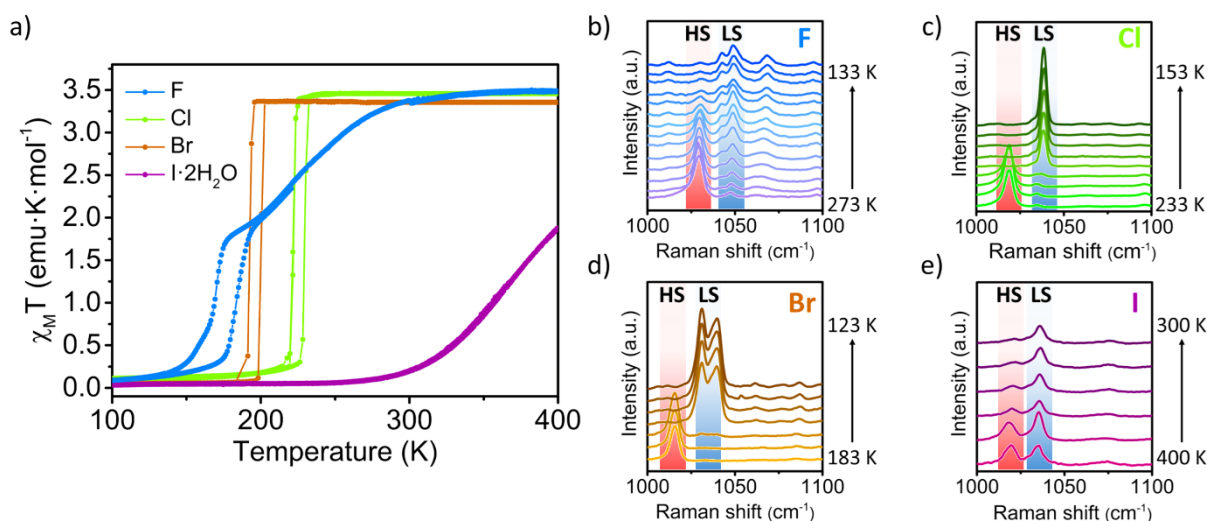 a)
χMT (emu·K·mol⁻¹)
3.5
3.0
2.5
2.0
1.5
1.0
0.5
0.0
F
Cl
Br
I·2H₂O
100 200 300 400
Temperature (K)
b)
HS LS F
Intensity (a.u.)
133 K
273 K
1000 1050 1100
Raman shift (cm⁻¹)
c)
HS LS Cl
Intensity (a.u.)
153 K
233 K
1000 1050 1100
Raman shift (cm⁻¹)
d)
HS LS Br
Intensity (a.u.)
123 K
183 K
1000 1050 1100
Raman shift (cm⁻¹)
e)
HS LS I
Intensity (a.u.)
300 K
400 K
1000 1050 1100
Raman shift (cm⁻¹)